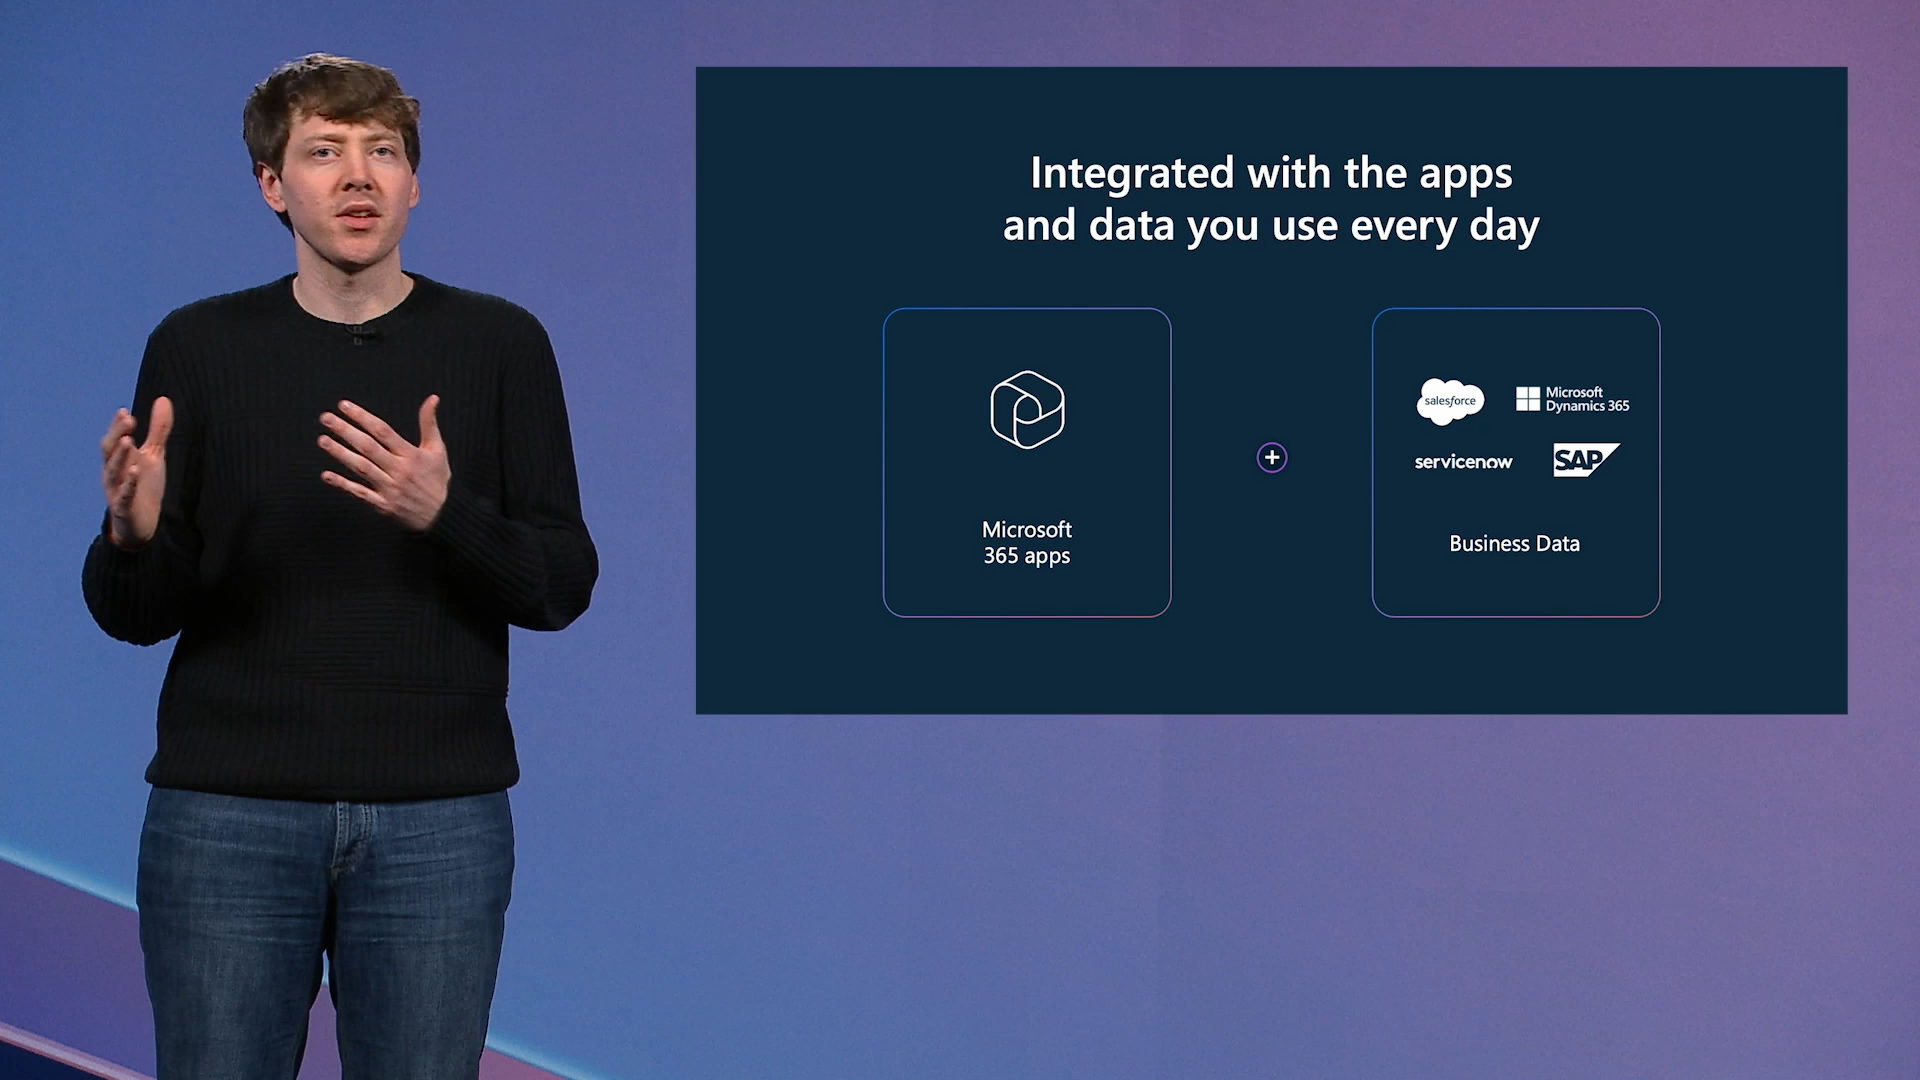 Integrated with the apps
and data you use every day
salesforce
Microsoft
Dynamics 365
servicenow
SAP
Microsoft
365 apps
Business Data